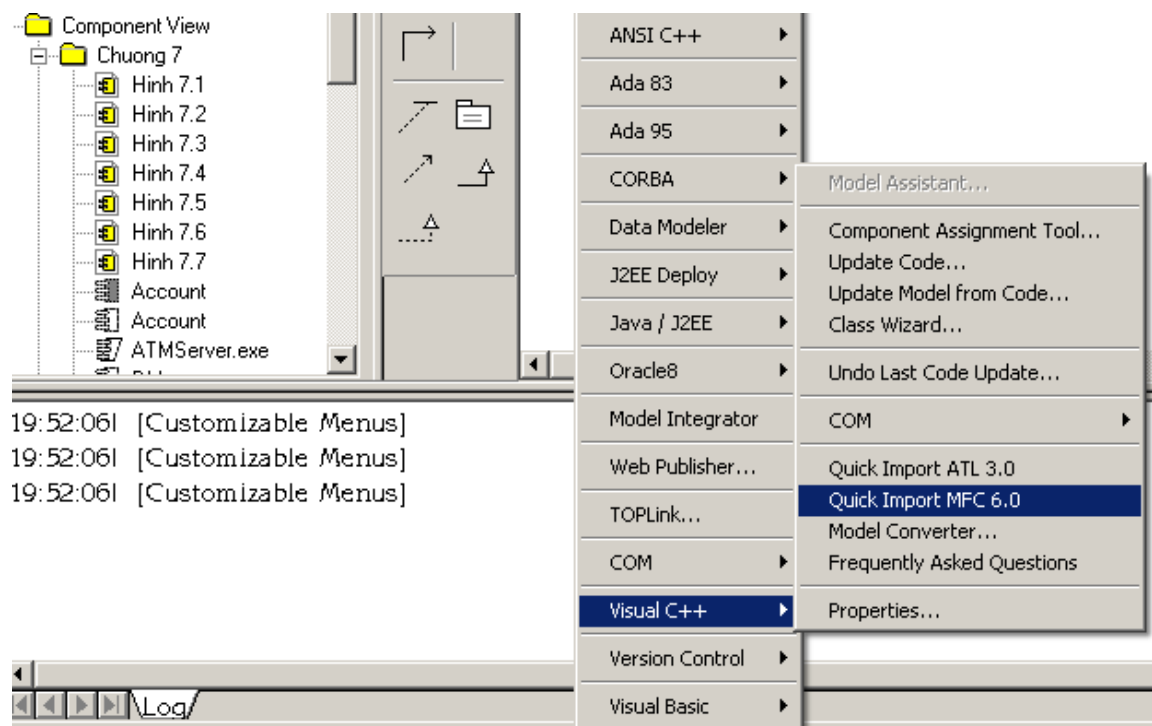 Component View
Chuong 7
Hinh 7.1
Hinh 7.2
Hinh 7.3
Hinh 7.4
Hinh 7.5
Hinh 7.6
Hinh 7.7
Account
Account
ATMServer.exe
19:52:06| [Customizable Menus]
19:52:06| [Customizable Menus]
19:52:06| [Customizable Menus]
Log
ANSI C++
Ada 83
Ada 95
CORBA
Data Modeler
J2EE Deploy
Java / J2EE
Oracle8
Model Integrator
Web Publisher...
TOPLink...
COM
Visual C++
Version Control
Visual Basic
Model Assistant...
Component Assignment Tool...
Update Code...
Update Model from Code...
Class Wizard...
Undo Last Code Update...
COM
Quick Import ATL 3.0
Quick Import MFC 6.0
Model Converter...
Frequently Asked Questions
Properties...